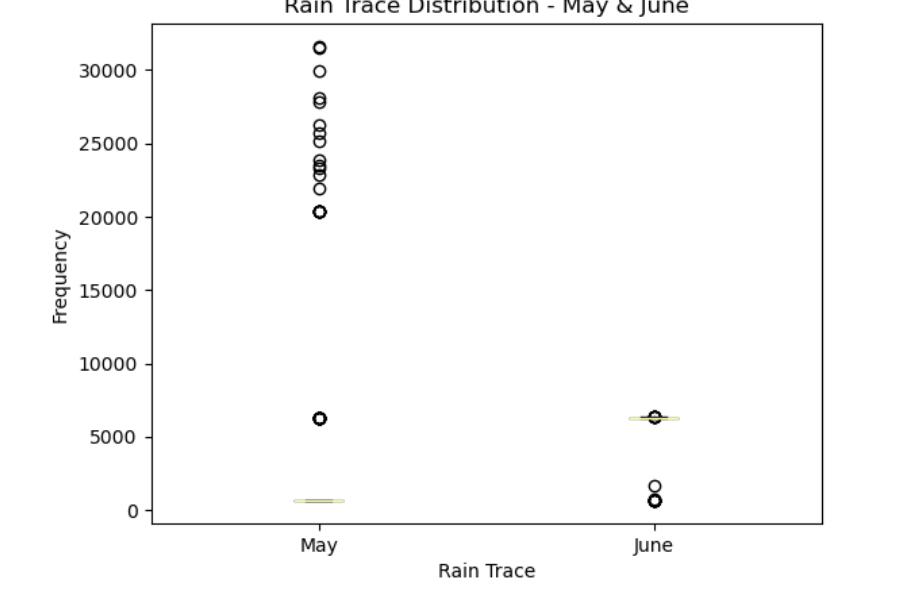 Rain Trace Distribution - May & June
30000
25000
20000
15000
10000
5000
0
Frequency
May June
Rain Trace